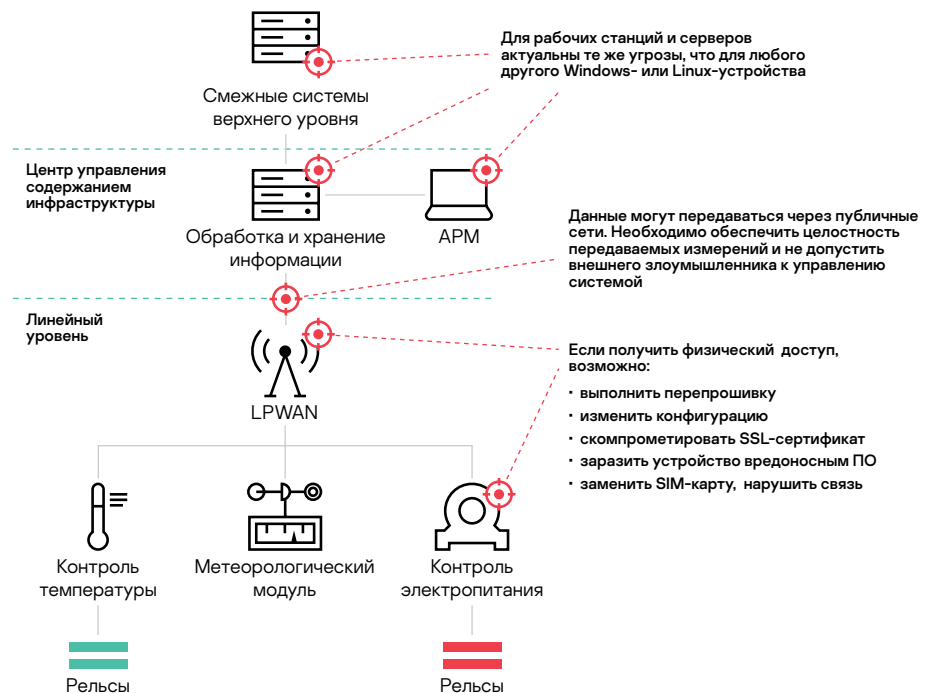 Для рабочих станций и серверов
актуальны те же угрозы, что для любого
другого Windows- или Linux-устройства
Смежные системы
верхнего уровня
Центр управления
содержанием
инфраструктуры
Обработка и хранение
информации
АРМ
Данные могут передаваться через публичные
сети. Необходимо обеспечить целостность
передаваемых измерений и не допустить
внешнего злоумышленника к управлению
системой
Линейный
уровень
LPWAN
Если получить физический доступ,
возможно:
· выполнить перепрошивку
· изменить конфигурацию
· скомпрометировать SSL-сертификат
· заразить устройство вредоносным ПО
· заменить SIM-карту, нарушить связь
Контроль
температуры
Метеорологический
модуль
Контроль
электропитания
Рельсы
Рельсы